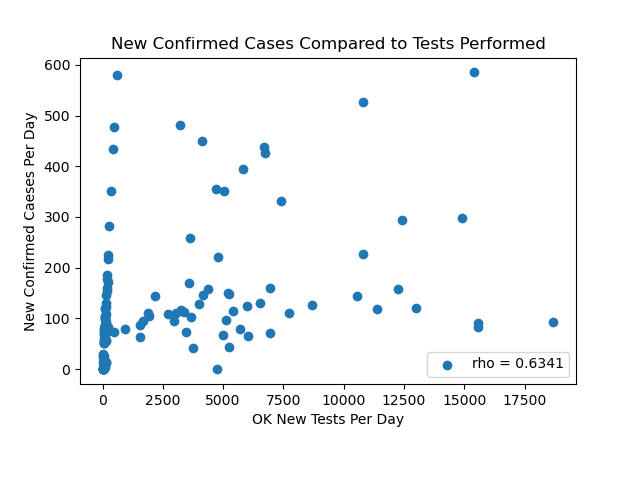 New Confirmed Cases Compared to Tests Performed
600
500
400
300
200
100
0
New Confirmed Caeses Per Day
rho = 0.6341
0 2500 5000 7500 10000 12500 15000 17500
OK New Tests Per Day